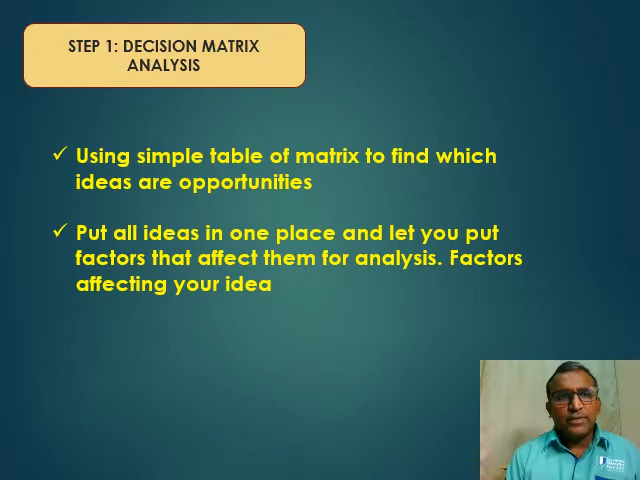 STEP 1: DECISION MATRIX
ANALYSIS
✓ Using simple table of matrix to find which
ideas are opportunities
✓ Put all ideas in one place and let you put
factors that affect them for analysis. Factors
affecting your idea